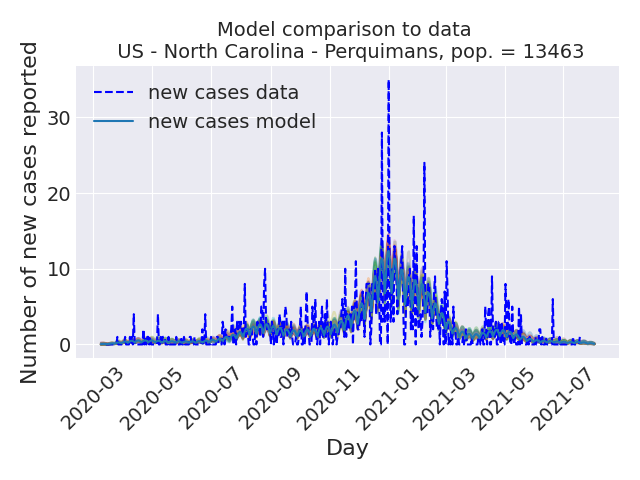 Model comparison to data
US - North Carolina - Perquimans, pop. = 13463
Number of new cases reported
30
20
10
0
new cases data
new cases model
2020-03
2020-05
2020-07
2020-09
2020-11
2021-01
2021-03
2021-05
2021-07
Day